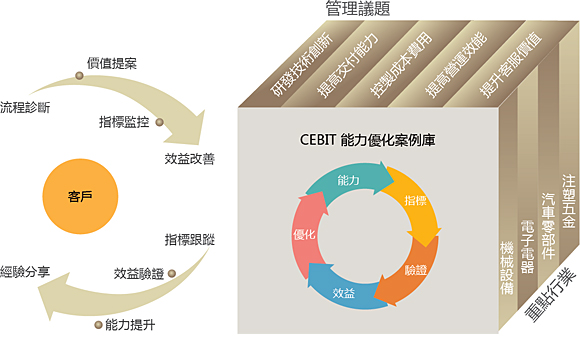 管理議題
研發技術創新
提高交付能力
控製成本費用
提高營運效能
提升客服價值
價值提案
流程診斷
指標監控
效益改善
客戶
指標跟蹤
經驗分享
效益驗證
能力提升
CEBIT 能力優化案例庫
能力
指標
驗證
效益
優化
機械設備
電子電器
汽車零部件
注塑五金
重點行業